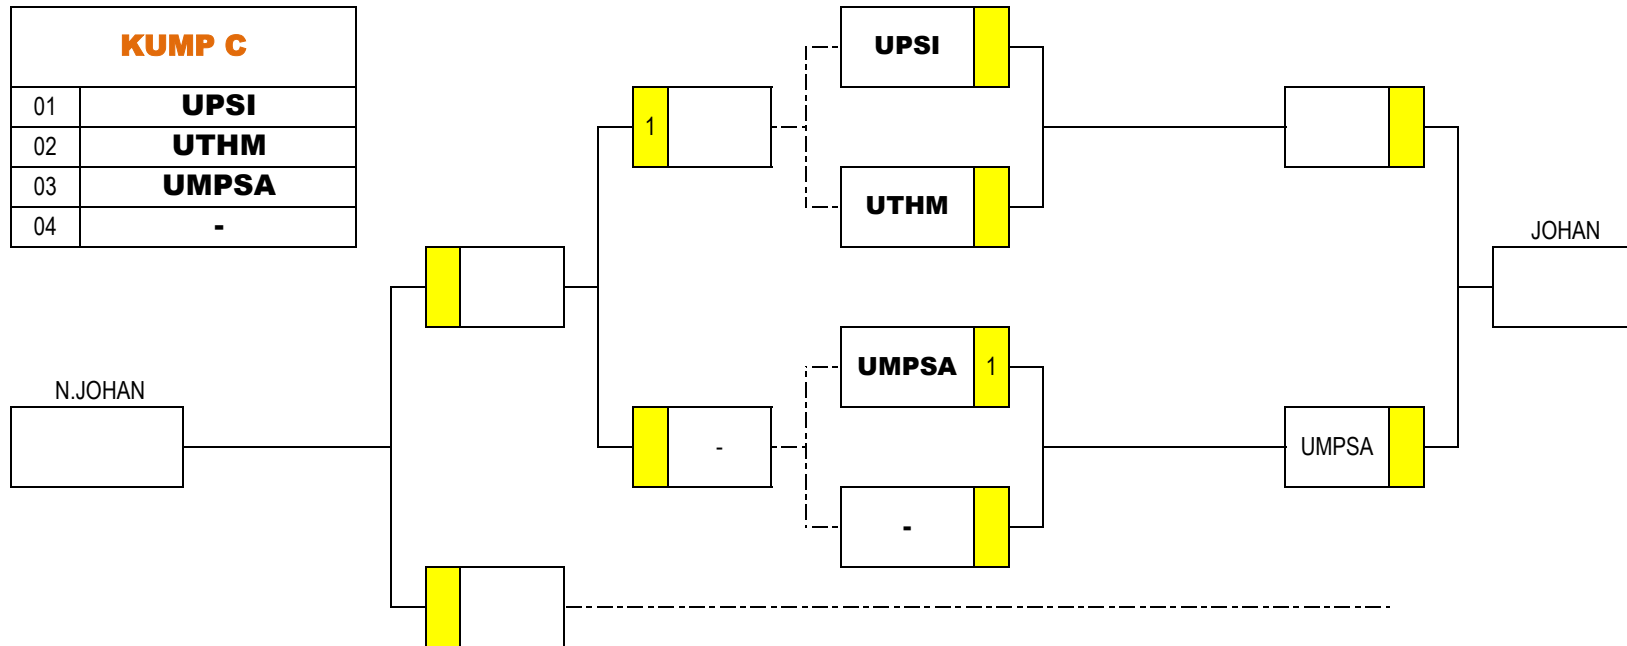 KUMP C
01 UPSI
02 UTHM
03 UMPSA
04 -
UPSI
1
UTHM
JOHAN
UMPSA 1
N.JOHAN
-
UMPSA
-